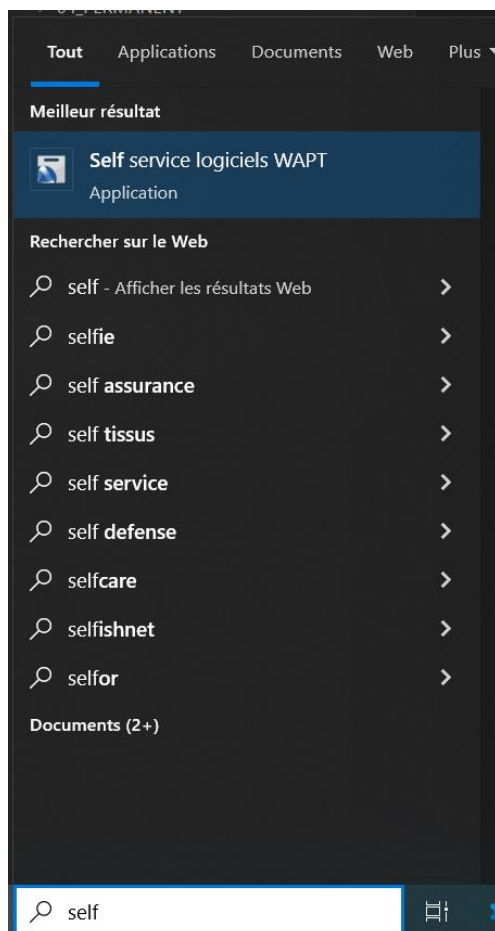 04_PERMANENT
Tout Applications Documents Web Plus
Meilleur résultat
Self service logiciels WAPT
Application
Rechercher sur le Web
self - Afficher les résultats Web
selfie
self assurance
self tissus
self service
self defense
selfcare
selfishnet
selfor
Documents (2+)
self